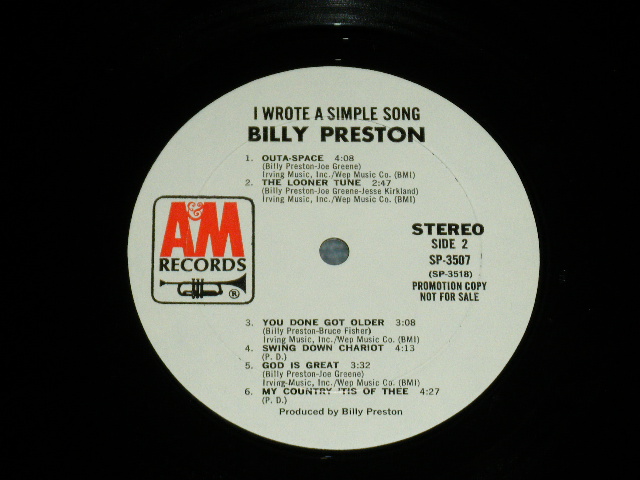 I WROTE A SIMPLE SONG
BILLY PRESTON
1. OUTA-SPACE 4:08
(Billy Preston-Joe Greene)
Irving Music, Inc./Wep Music Co. (BMI)
2. THE LOONER TUNE 2:47
(Billy Preston-Joe Greene-Jesse Kirkland)
Irving Music, Inc./Wep Music Co. (BMI)
A&M
RECORDS
®
STEREO
SIDE 2
SP-3507
(SP-3518)
PROMOTION COPY
NOT FOR SALE
3. YOU DONE GOT OLDER 3:08
(Billy Preston-Bruce Fisher)
Irving Music, Inc./Wep Music Co. (BMI)
4. SWING DOWN CHARIOT 4:13
(P. D.)
5. GOD IS GREAT 3:32
(Billy Preston-Joe Greene)
Irving Music, Inc./Wep Music Co. (BMI)
6. MY COUNTRY 'TIS OF THEE 4:27
(P. D.)
Produced by Billy Preston